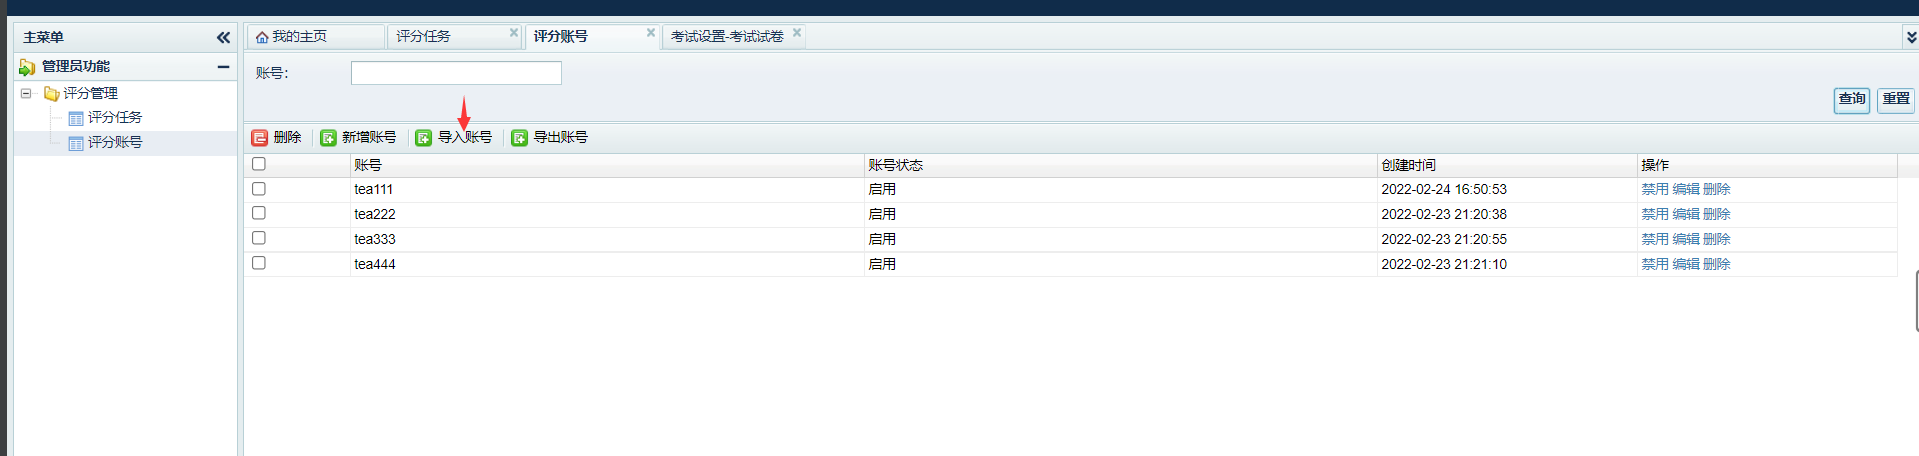 主菜单
管理员功能
评分管理
评分任务
评分账号
我的主页 评分任务 评分账号 考试设置-考试试卷
账号：
查询 重置
删除 新增账号 导入账号 导出账号
账号 账号状态 创建时间 操作
tea111 启用 2022-02-24 16:50:53 禁用 编辑 删除
tea222 启用 2022-02-23 21:20:38 禁用 编辑 删除
tea333 启用 2022-02-23 21:20:55 禁用 编辑 删除
tea444 启用 2022-02-23 21:21:10 禁用 编辑 删除